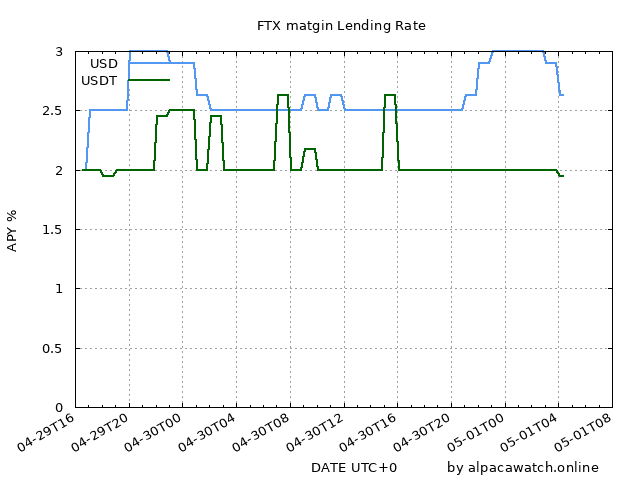 FTX matgin Lending Rate
3
USD
USDT
2.5
2
1.5
APY %
1
0.5
0
04-29T16
04-29T20
04-30T00
04-30T04
04-30T08
04-30T12
04-30T16
04-30T20
05-01T00
05-01T04
05-01T08
DATE UTC+0
by alpacawatch.online